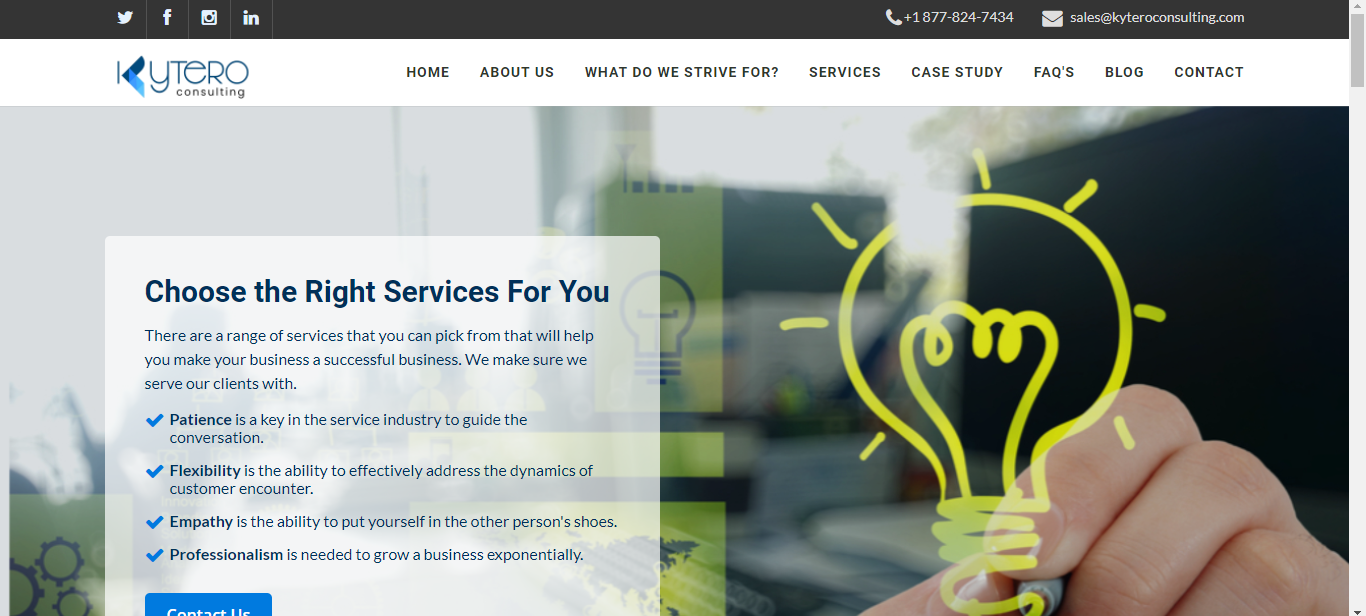 +1 877-824-7434 sales@kyteroconsulting.com
Kytero
consulting
HOME ABOUT US WHAT DO WE STRIVE FOR? SERVICES CASE STUDY FAQ'S BLOG CONTACT
Choose the Right Services For You
There are a range of services that you can pick from that will help
you make your business a successful business. We make sure we
serve our clients with.
Patience is a key in the service industry to guide the
conversation.
Flexibility is the ability to effectively address the dynamics of
customer encounter.
Empathy is the ability to put yourself in the other person's shoes.
Professionalism is needed to grow a business exponentially.
Contact Us